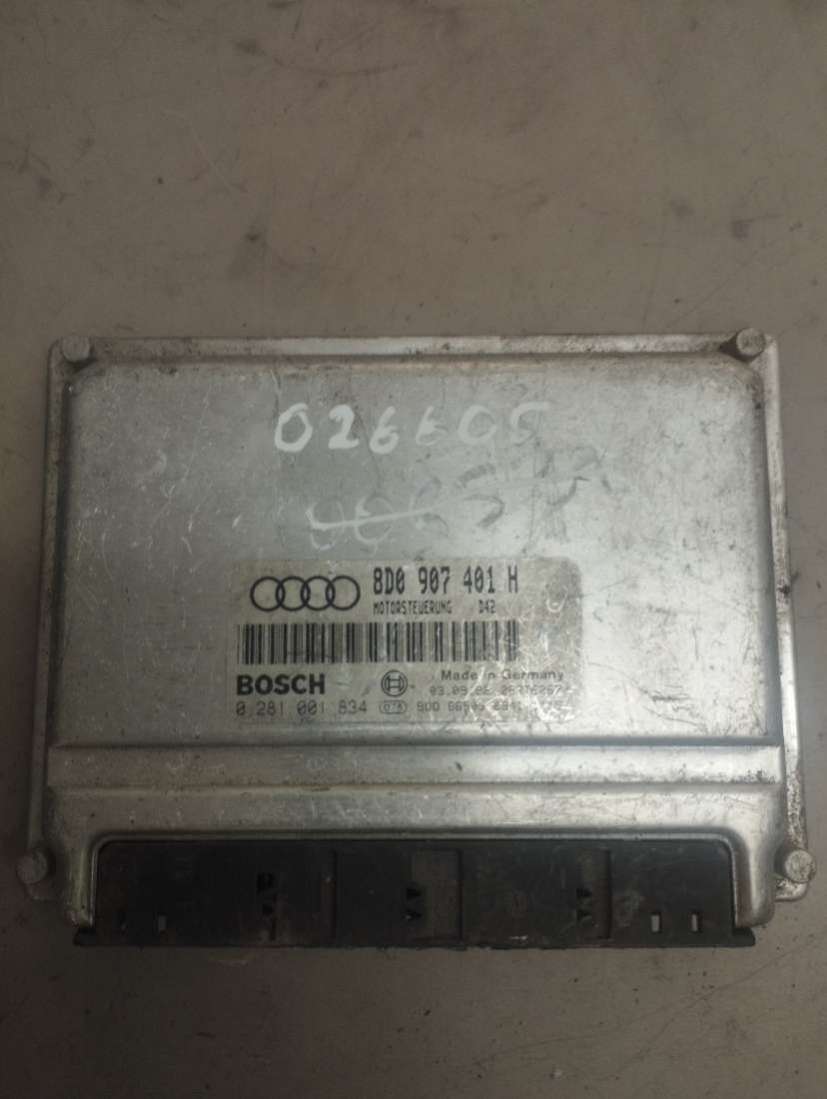 026605
8D0 907 401 H
MOTORSTEUERUNG D42
BOSCH
Made in Germany
0 281 001 834